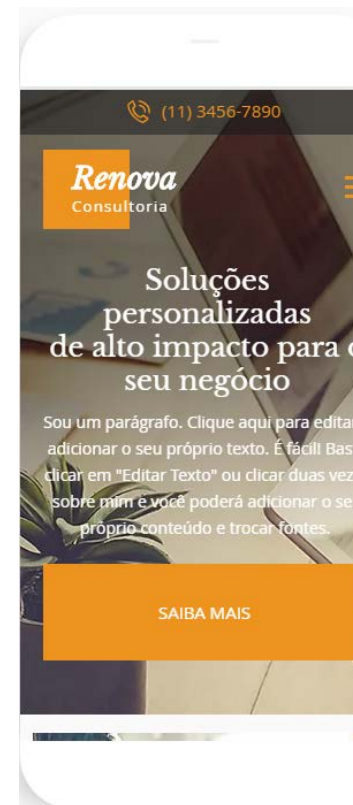 (11) 3456-7890
Renova
Consultoria
Soluções
personalizadas
de alto impacto para
seu negócio
Sou um parágrafo. Clique aqui para editar
adicionar o seu próprio texto. É fácil! Bas
clicar em "Editar Texto" ou clicar duas vez
sobre mim e você poderá adicionar o se
próprio conteúdo e trocar fontes.
SAIBA MAIS